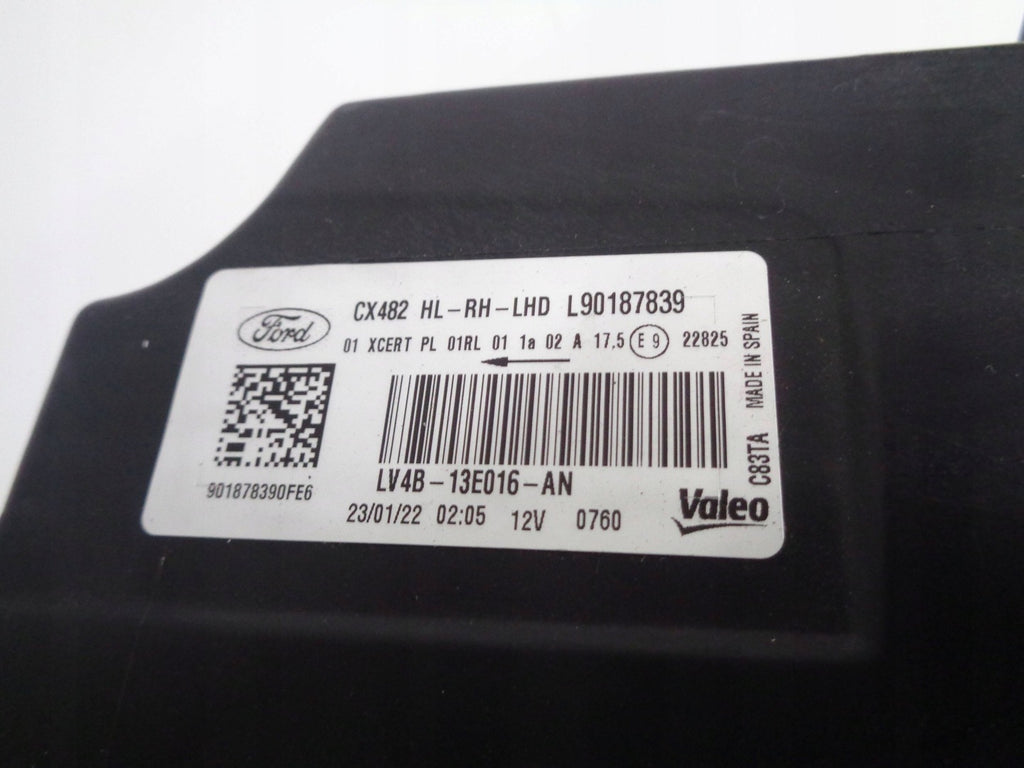 Ford
CX482 HL-RH-LHD L90187839
01 XCERT PL 01RL 01 1a 02 A 17.5 E 9 22825
901878390FE6
LV4B-13E016-AN
23/01/22 02:05 12V 0760
Valeo
C83TA MADE IN SPAIN